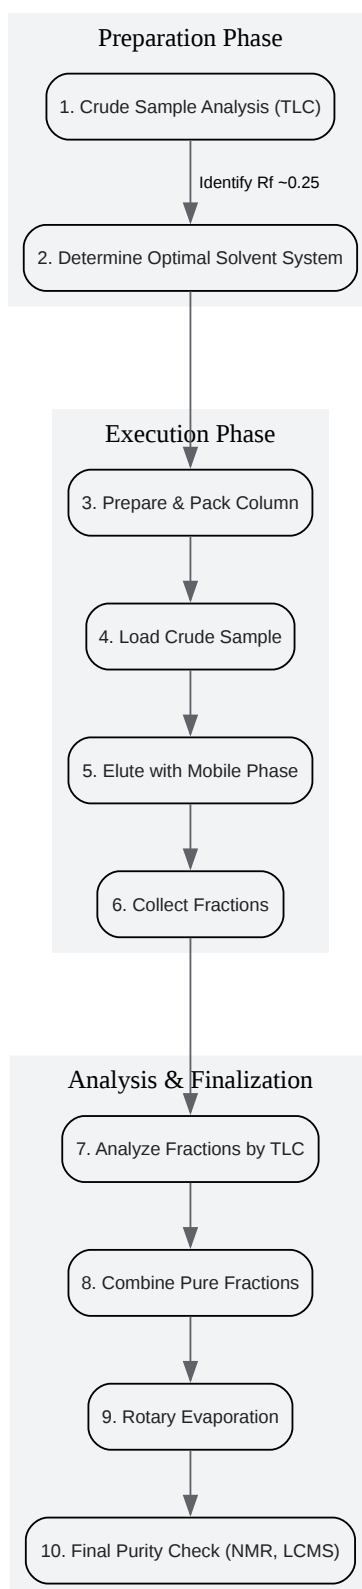 Preparation Phase
1. Crude Sample Analysis (TLC)
Identify Rf ~0.25
2. Determine Optimal Solvent System
Execution Phase
3. Prepare & Pack Column
4. Load Crude Sample
5. Elute with Mobile Phase
6. Collect Fractions
Analysis & Finalization
7. Analyze Fractions by TLC
8. Combine Pure Fractions
9. Rotary Evaporation
10. Final Purity Check (NMR, LCMS)